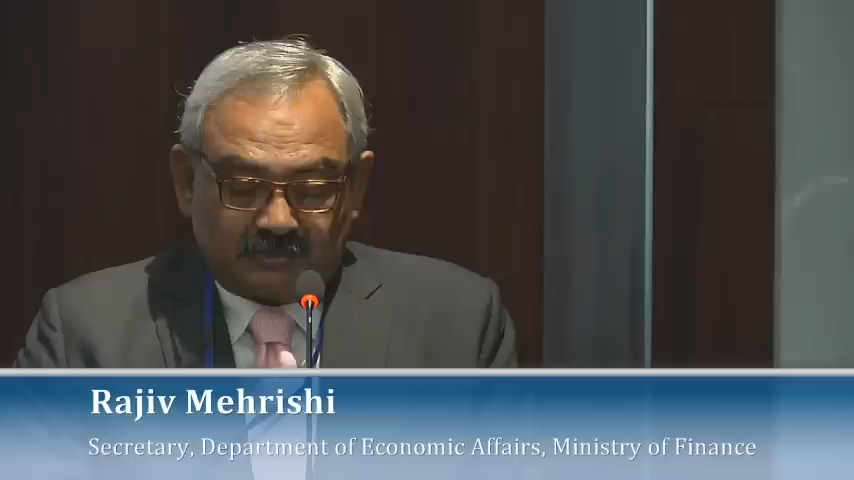 Rajiv Mehrishi
Secretary, Department of Economic Affairs, Ministry of Finance